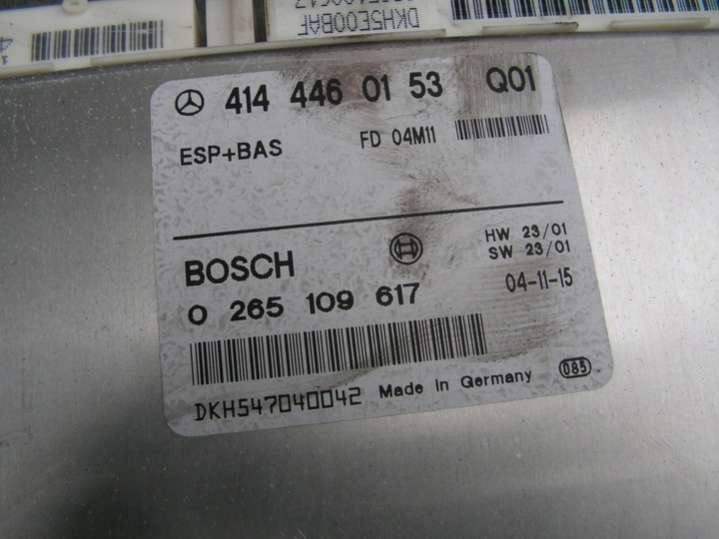 DKH5E00BAF
414 446 01 53 Q01
ESP+BAS
FD 04M11
BOSCH
HW 23/01
SW 23/01
0 265 109 617
04-11-15
DKH547040042
Made in Germany
085